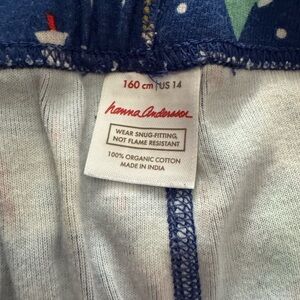 160 cm | US 14
hanna andersson
WEAR SNUG-FITTING,
NOT FLAME RESISTANT
100% ORGANIC COTTON
MADE IN INDIA